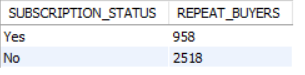 SUBSCRIPTION_STATUS REPEAT_BUYERS
Yes 958
No 2518